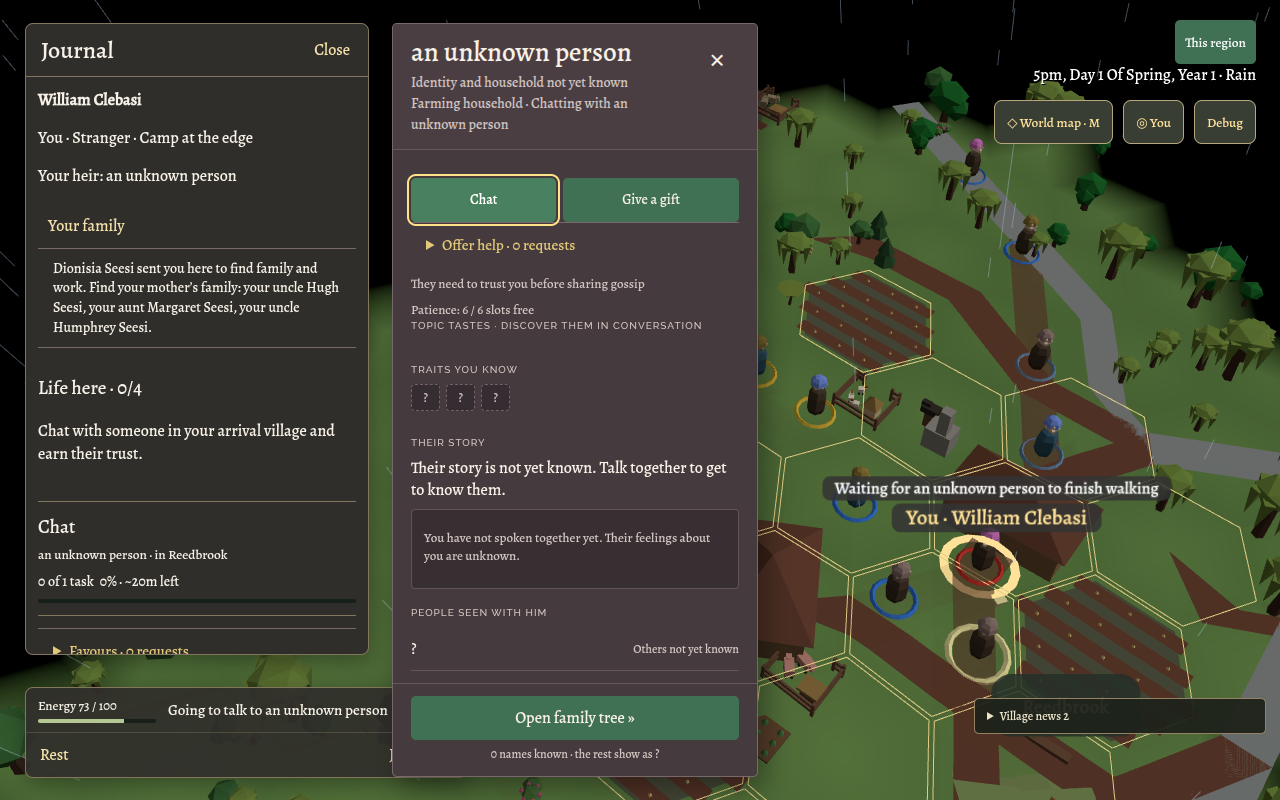 Journal
Close
William Clebasi
You · Stranger · Camp at the edge
Your heir: an unknown person
Your family
Dionisia Seesi sent you here to find family and
work. Find your mother's family: your uncle Hugh
Seesi, your aunt Margaret Seesi, your uncle
Humphrey Seesi.
Life here · 0/4
Chat with someone in your arrival village and
earn their trust.
Chat
an unknown person · in Reedbrook
0 of 1 task 0% · ~20m left
Favours · 0 requests
Energy 73 / 100
Going to talk to an unknown person
Rest
an unknown person
Identity and household not yet known
Farming household · Chatting with an
unknown person
✕
Chat
Give a gift
Offer help · 0 requests
They need to trust you before sharing gossip
Patience: 6 / 6 slots free
TOPIC TASTES · DISCOVER THEM IN CONVERSATION
TRAITS YOU KNOW
? ? ?
THEIR STORY
Their story is not yet known. Talk together to get
to know them.
You have not spoken together yet. Their feelings about
you are unknown.
PEOPLE SEEN WITH HIM
?
Others not yet known
Open family tree »
0 names known · the rest show as ?
This region
5pm, Day 1 Of Spring, Year 1 · Rain
◇ World map · M
◎ You
Debug
Waiting for an unknown person to finish walking
You · William Clebasi
Reedbrook
Village news 2